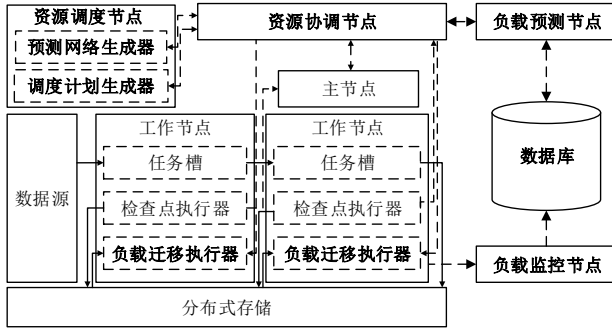 资源调度节点
预测网络生成器
调度计划生成器
资源协调节点
负载预测节点
主节点
数据库
数据源
工作节点
任务槽
检查点执行器
负载迁移执行器
工作节点
任务槽
检查点执行器
负载迁移执行器
负载监控节点
分布式存储